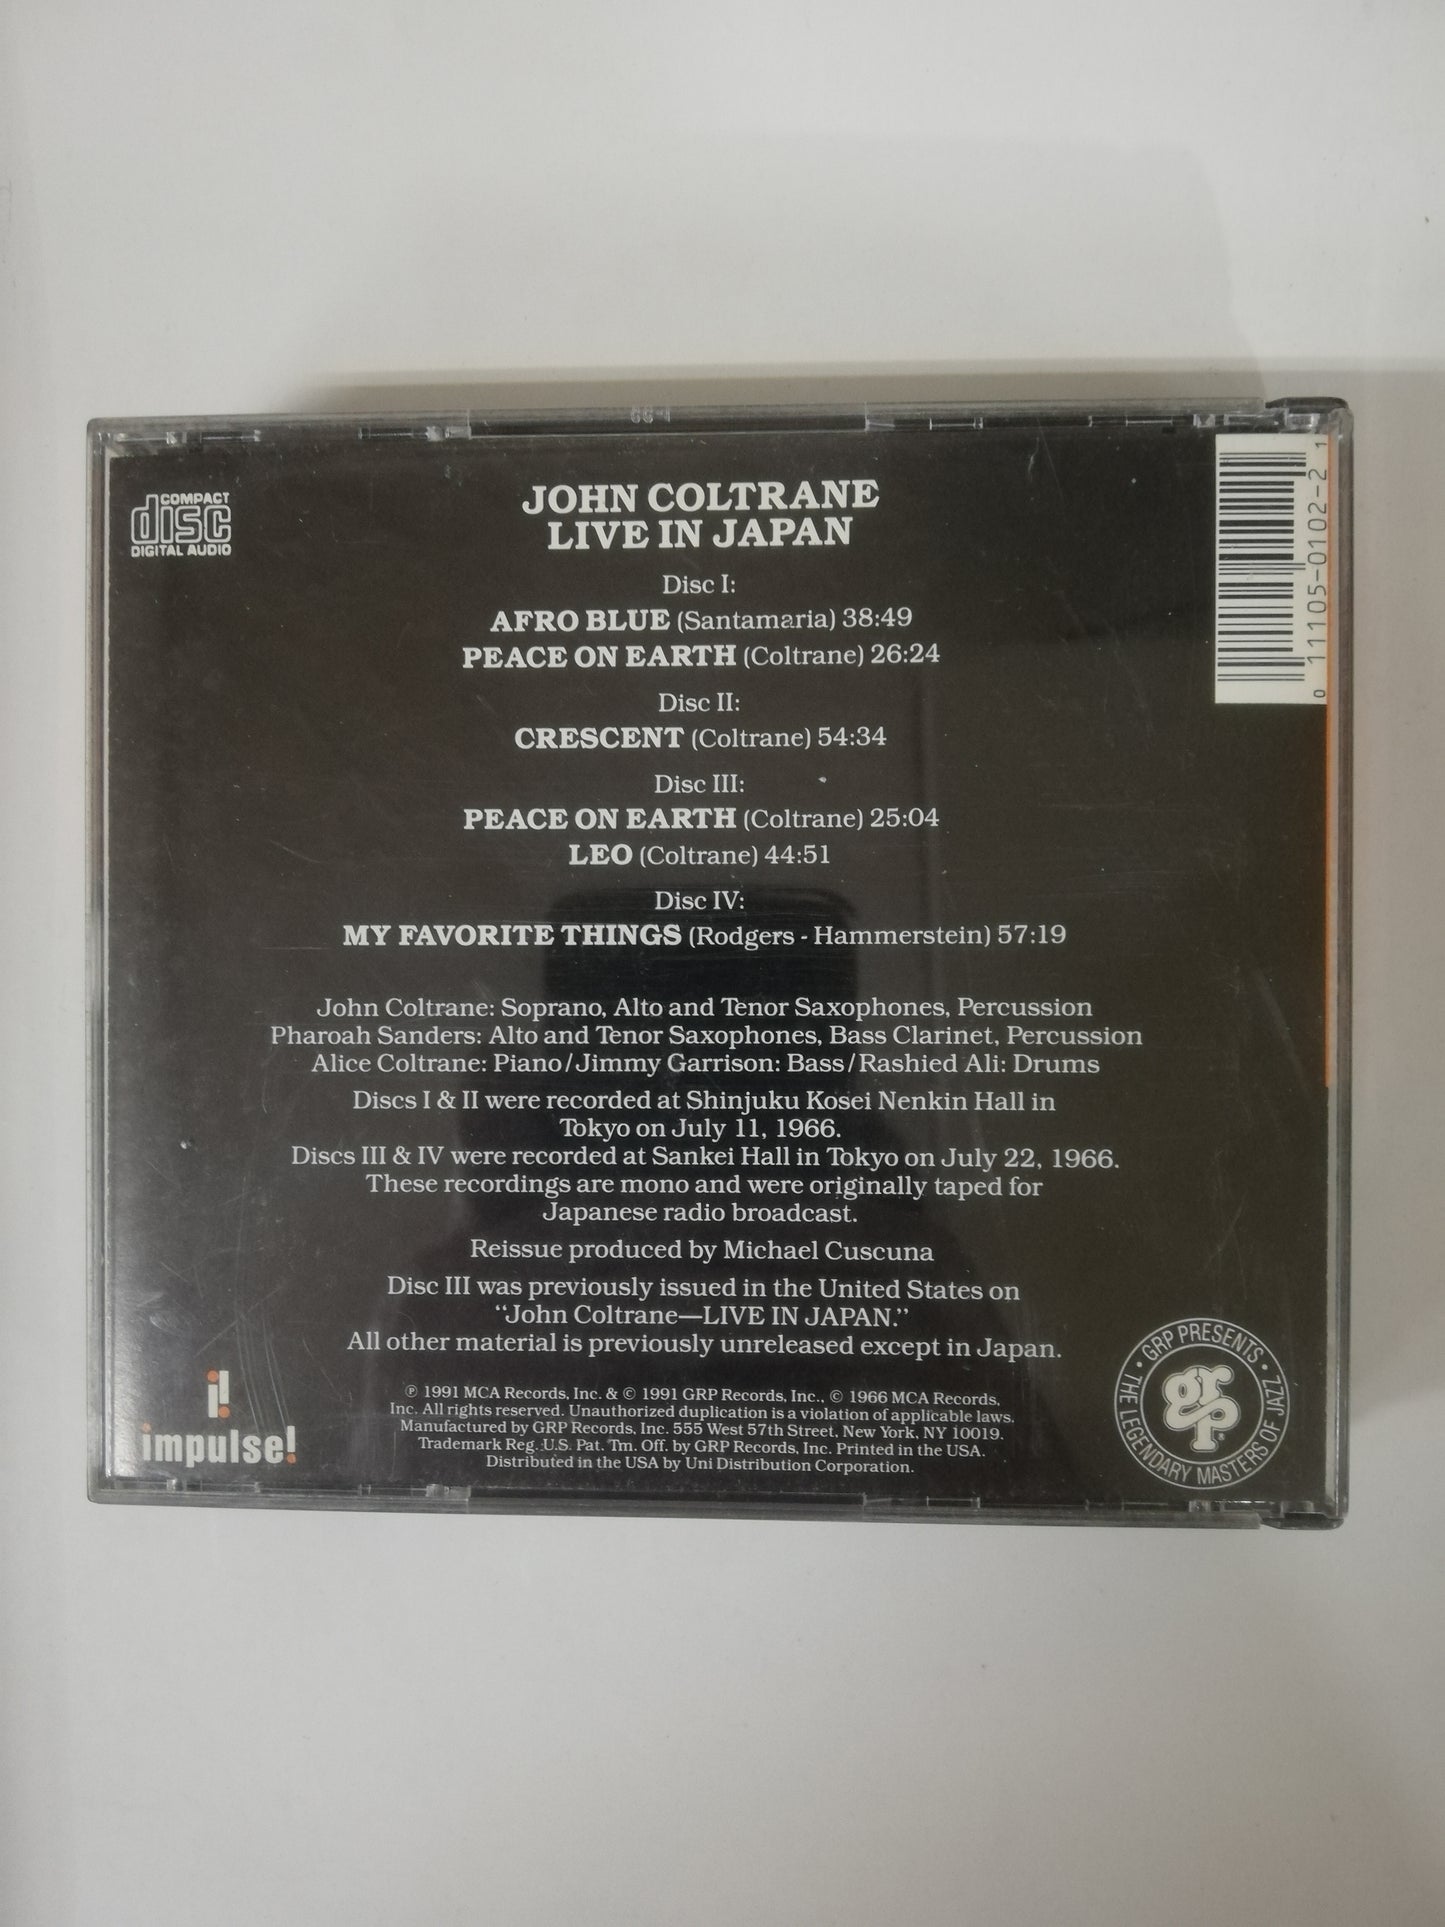 COMPACT
disc
DIGITAL AUDIO
JOHN COLTRANE
LIVE IN JAPAN
Disc I:
AFRO BLUE (Santamaria) 38:49
PEACE ON EARTH (Coltrane) 26:24
Disc II:
CRESCENT (Coltrane) 54:34
Disc III:
PEACE ON EARTH (Coltrane) 25:04
LEO (Coltrane) 44:51
Disc IV:
MY FAVORITE THINGS (Rodgers - Hammerstein) 57:19
John Coltrane: Soprano, Alto and Tenor Saxophones, Percussion
Pharoah Sanders: Alto and Tenor Saxophones, Bass Clarinet, Percussion
Alice Coltrane: Piano/Jimmy Garrison: Bass/Rashied Ali: Drums
Discs I & II were recorded at Shinjuku Kosei Nenkin Hall in
Tokyo on July 11, 1966.
Discs III & IV were recorded at Sankei Hall in Tokyo on July 22, 1966.
These recordings are mono and were originally taped for
Japanese radio broadcast.
Reissue produced by Michael Cuscuna
Disc III was previously issued in the United States on
“John Coltrane—LIVE IN JAPAN.”
All other material is previously unreleased except in Japan.
℗ 1991 MCA Records, Inc. & © 1991 GRP Records, Inc., © 1966 MCA Records,
Inc. All rights reserved. Unauthorized duplication is a violation of applicable laws.
Manufactured by GRP Records, Inc. 555 West 57th Street, New York, NY 10019.
Trademark Reg. U.S. Pat. Tm. Off. by GRP Records, Inc. Printed in the USA.
Distributed in the USA by Uni Distribution Corporation.
impulse!
GRP PRESENTS
THE LEGENDARY MASTERS OF JAZZ
grp®
0 11105-0102-2 1